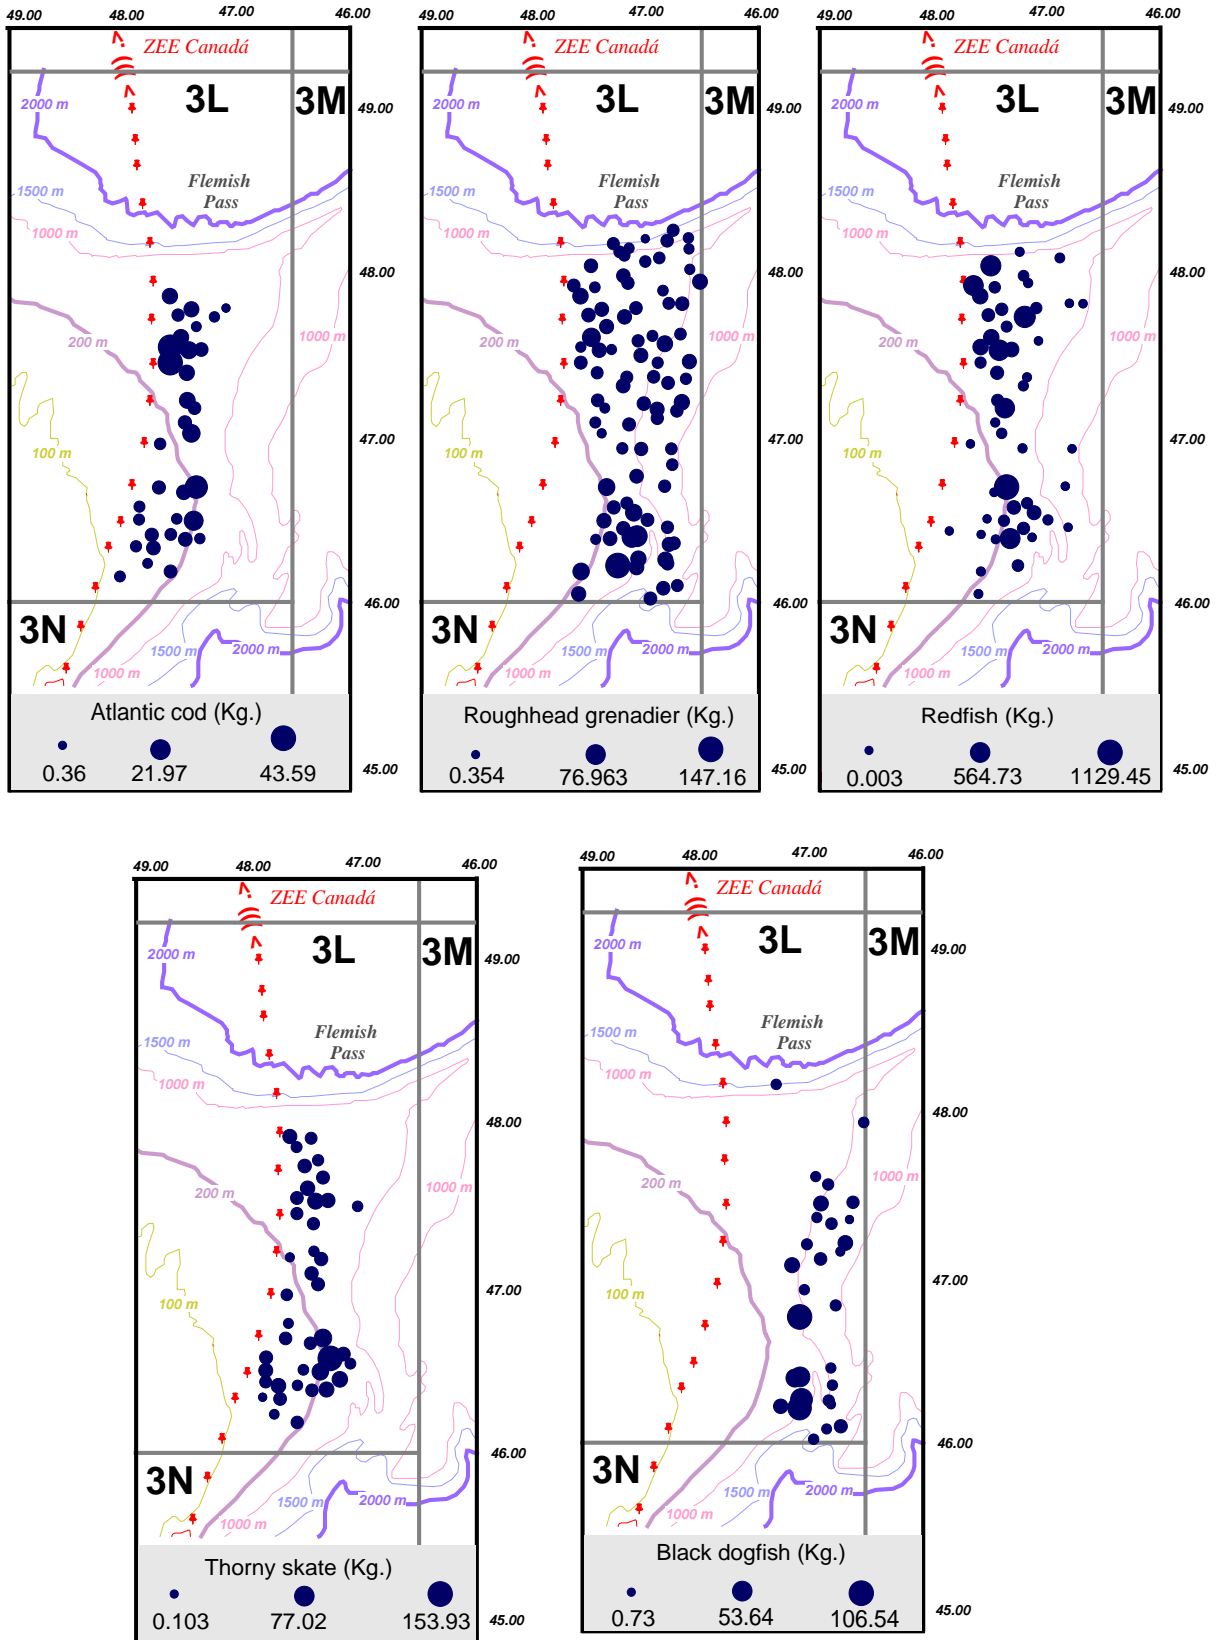 49.00 48.00 47.00 46.00
ZEE Canadá
3L 3M
2000 m
49.00
Flemish
Pass
1500 m
1000 m
48.00
200 m
1000 m
100 m
47.00
46.00
3N
1500 m
2000 m
1000 m
Atlantic cod (Kg.)
0.36 21.97 43.59
45.00
49.00 48.00 47.00 46.00
ZEE Canadá
3L 3M
2000 m
49.00
Flemish
Pass
1500 m
1000 m
48.00
200 m
1000 m
100 m
47.00
46.00
3N
1500 m
2000 m
1000 m
Roughhead grenadier (Kg.)
0.354 76.963 147.16
45.00
49.00 48.00 47.00 46.00
ZEE Canadá
3L 3M
2000 m
49.00
Flemish
Pass
1500 m
1000 m
48.00
200 m
1000 m
100 m
47.00
46.00
3N
1500 m
2000 m
1000 m
Redfish (Kg.)
0.003 564.73 1129.45
45.00
49.00 48.00 47.00 46.00
ZEE Canadá
3L 3M
2000 m
49.00
Flemish
Pass
1500 m
1000 m
48.00
200 m
1000 m
100 m
47.00
46.00
3N
1500 m
2000 m
1000 m
Thorny skate (Kg.)
0.103 77.02 153.93
45.00
49.00 48.00 47.00 46.00
ZEE Canadá
3L 3M
2000 m
49.00
Flemish
Pass
1500 m
1000 m
48.00
200 m
1000 m
100 m
47.00
46.00
3N
1500 m
2000 m
1000 m
Black dogfish (Kg.)
0.73 53.64 106.54
45.00